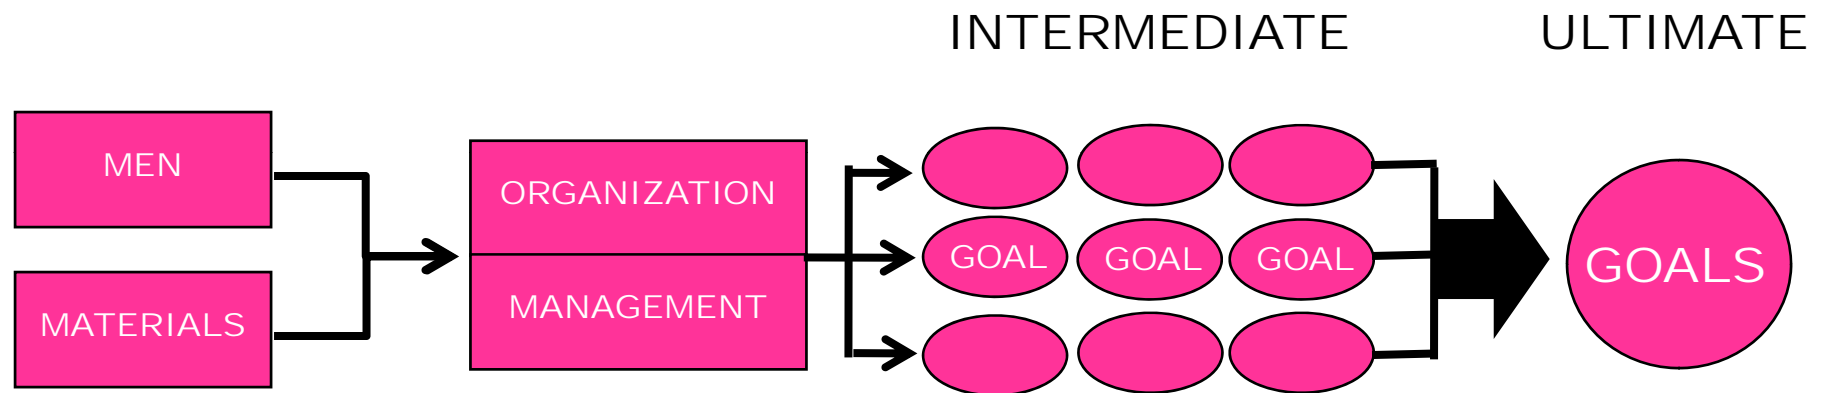 INTERMEDIATE
ULTIMATE
MEN
MATERIALS
ORGANIZATION
MANAGEMENT
GOAL
GOAL
GOAL
GOALS